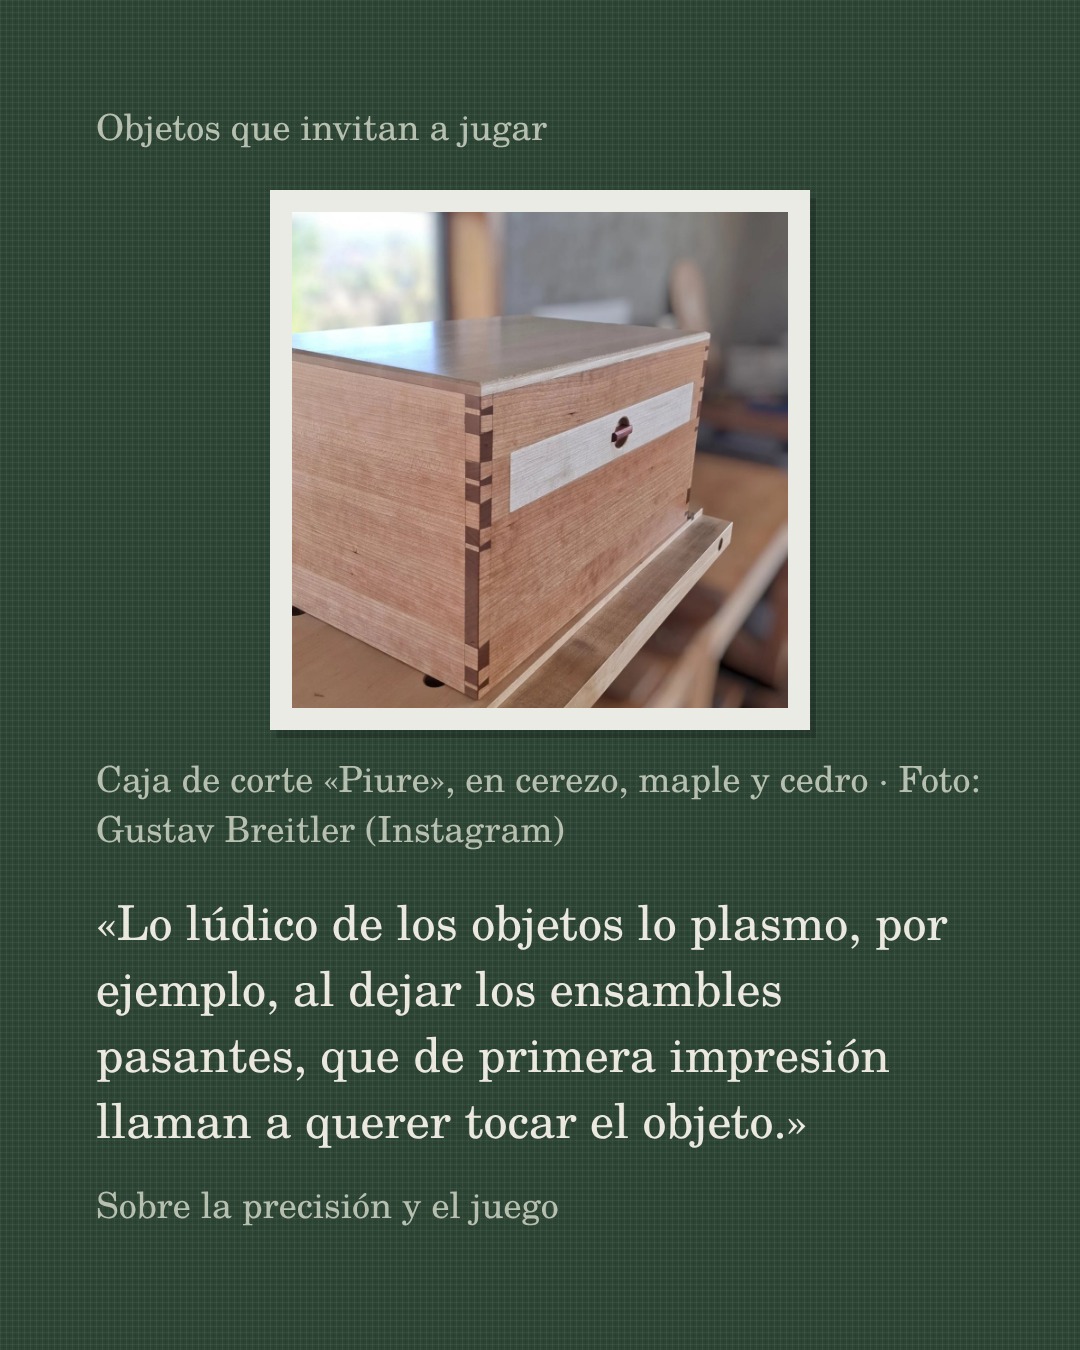 Objetos que invitan a jugar
Caja de corte «Piure», en cerezo, maple y cedro · Foto:
Gustav Breitler (Instagram)
«Lo lúdico de los objetos lo plasmo, por
ejemplo, al dejar los ensambles
pasantes, que de primera impresión
llaman a querer tocar el objeto.»
Sobre la precisión y el juego